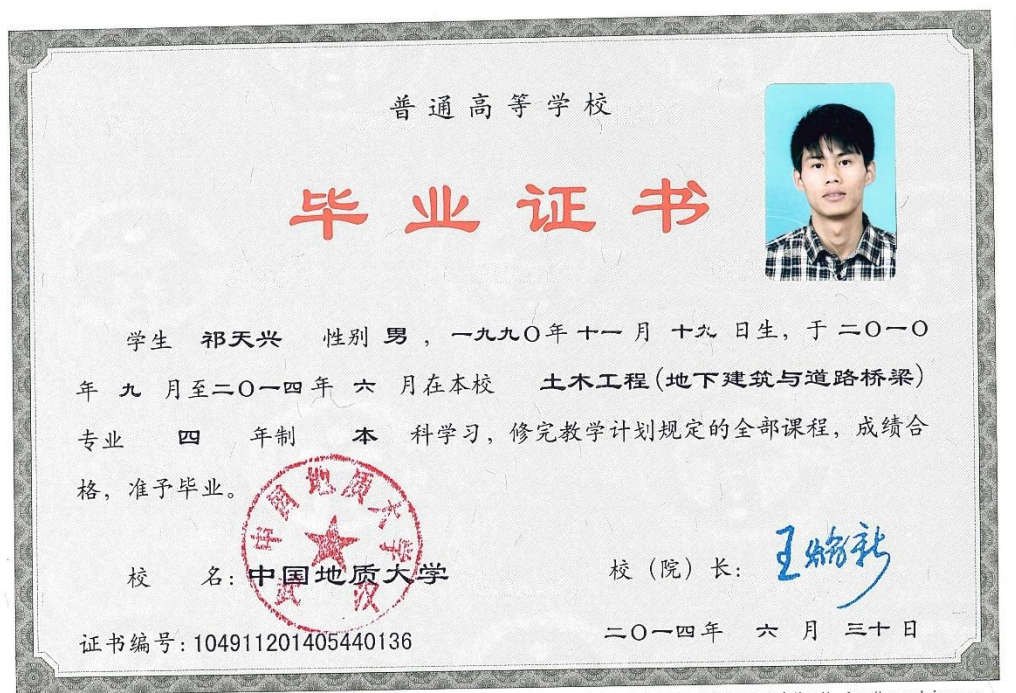 普通高等学校
毕业证书
学生 祁天兴 性别 男 ，一九九〇年 十一 月 十九 日生，于 二〇一〇
年 九 月至二〇一四年 六 月在本校 土木工程(地下建筑与道路桥梁)
专业 四 年制 本 科学习，修完教学计划规定的全部课程，成绩合
格，准予毕业。
中国地质大学
武汉
校 名：中国地质大学
校（院）长： 王焰新
证书编号：104911201405440136
二〇一四年 六 月 三十 日